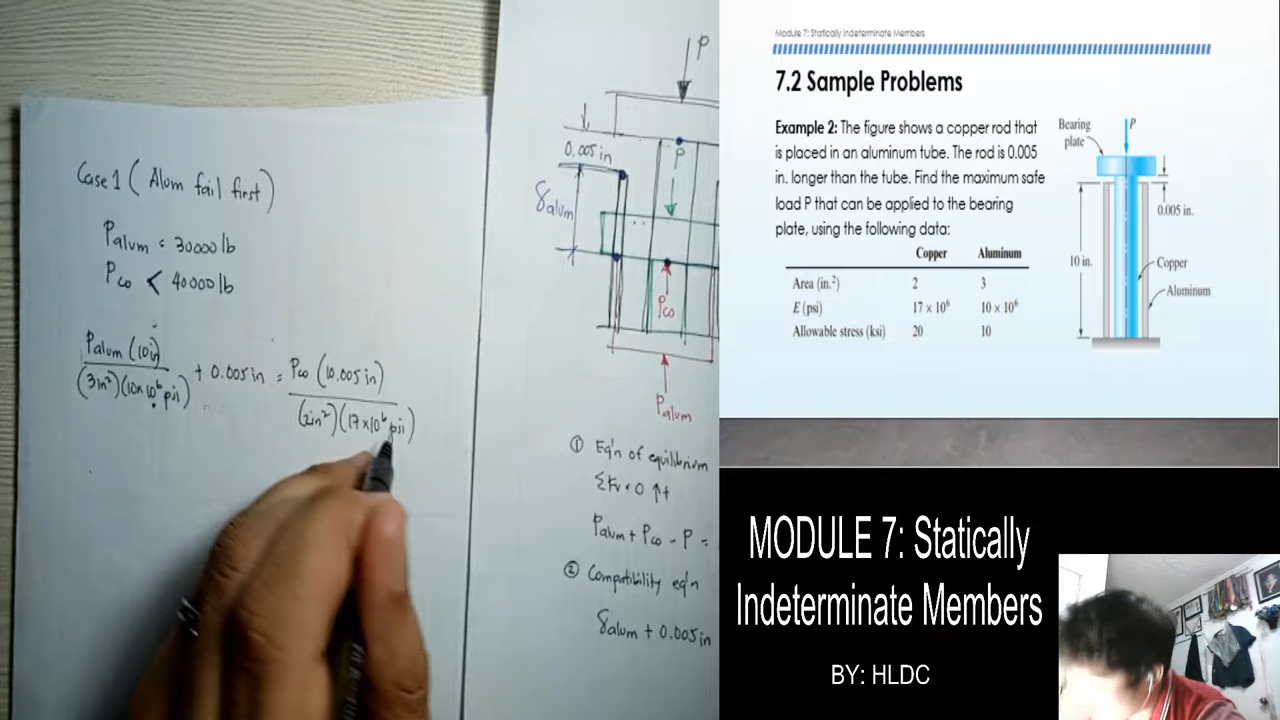 Case 1 ( Alum fail first )
Palum = 30000 lb
Pco < 40000 lb
Palum (10in)
(3in²)(10x10⁶ psi)
+ 0.005in =
Pco (10.005in)
(2in²)(17x10⁶ psi)
P
0.005 in
P
δalum
Pco
Palum
① Eq'n of equilibrium
ΣFv = 0 ↑+
Palum + Pco - P =
② Compatibility eq'n
δalum + 0.005in
Module 7: Statically Indeterminate Members
7.2 Sample Problems
Example 2: The figure shows a copper rod that
is placed in an aluminum tube. The rod is 0.005
in. longer than the tube. Find the maximum safe
load P that can be applied to the bearing
plate, using the following data:
Copper Aluminum
Area (in.²) 2 3
E (psi) 17 × 10⁶ 10 × 10⁶
Allowable stress (ksi) 20 10
Bearing
plate
P
0.005 in.
10 in.
Copper
Aluminum
MODULE 7: Statically
Indeterminate Members
BY: HLDC